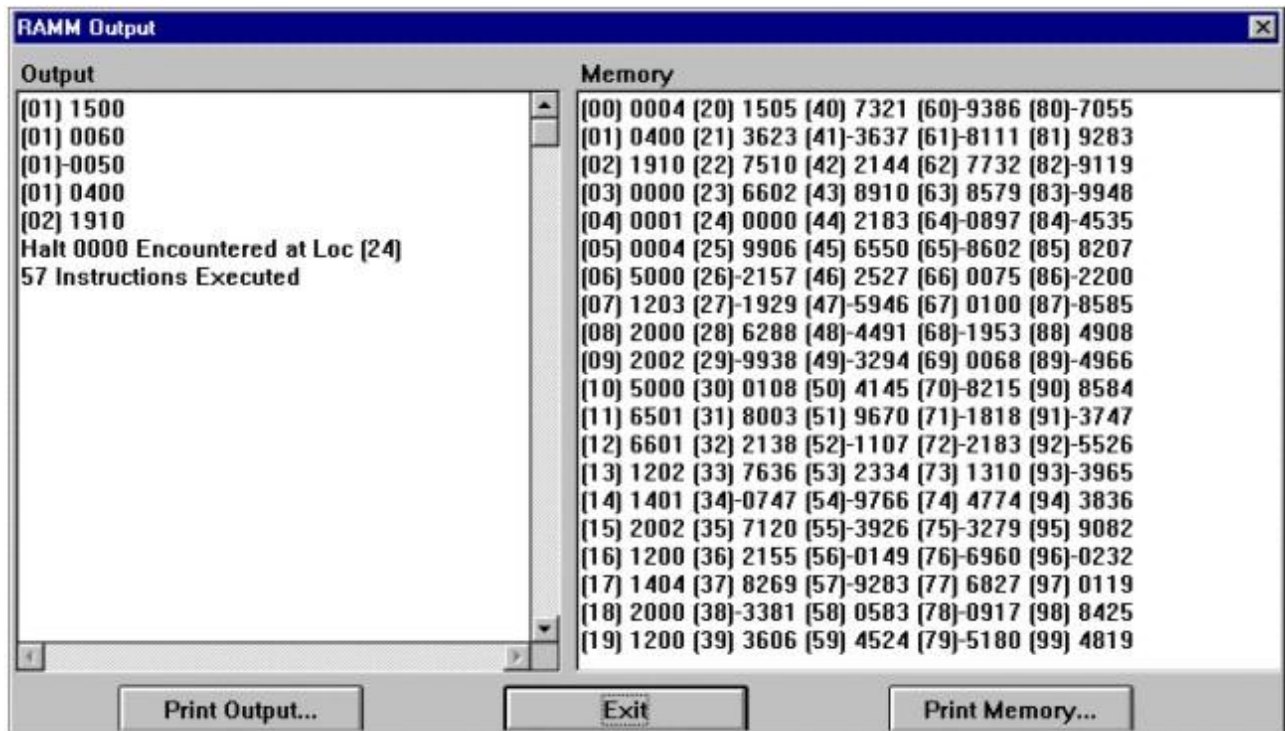 RAMM Output
Output
(01) 1500
(01) 0060
(01)-0050
(01) 0400
(02) 1910
Halt 0000 Encountered at Loc (24)
57 Instructions Executed
Memory
(00) 0004 (20) 1505 (40) 7321 (60)-9386 (80)-7055
(01) 0400 (21) 3623 (41)-3637 (61)-8111 (81) 9283
(02) 1910 (22) 7510 (42) 2144 (62) 7732 (82)-9119
(03) 0000 (23) 6602 (43) 8910 (63) 8579 (83)-9948
(04) 0001 (24) 0000 (44) 2183 (64)-0897 (84)-4535
(05) 0004 (25) 9906 (45) 6550 (65)-8602 (85) 8207
(06) 5000 (26)-2157 (46) 2527 (66) 0075 (86)-2200
(07) 1203 (27)-1929 (47)-5946 (67) 0100 (87)-8585
(08) 2000 (28) 6288 (48)-4491 (68)-1953 (88) 4908
(09) 2002 (29)-9938 (49)-3294 (69) 0068 (89)-4966
(10) 5000 (30) 0108 (50) 4145 (70)-8215 (90) 8584
(11) 6501 (31) 8003 (51) 9670 (71)-1818 (91)-3747
(12) 6601 (32) 2138 (52)-1107 (72)-2183 (92)-5526
(13) 1202 (33) 7636 (53) 2334 (73) 1310 (93)-3965
(14) 1401 (34)-0747 (54)-9766 (74) 4774 (94) 3836
(15) 2002 (35) 7120 (55)-3926 (75)-3279 (95) 9082
(16) 1200 (36) 2155 (56)-0149 (76)-6960 (96)-0232
(17) 1404 (37) 8269 (57)-9283 (77) 6827 (97) 0119
(18) 2000 (38)-3381 (58) 0583 (78)-0917 (98) 8425
(19) 1200 (39) 3606 (59) 4524 (79)-5180 (99) 4819
Print Output...
Exit
Print Memory...